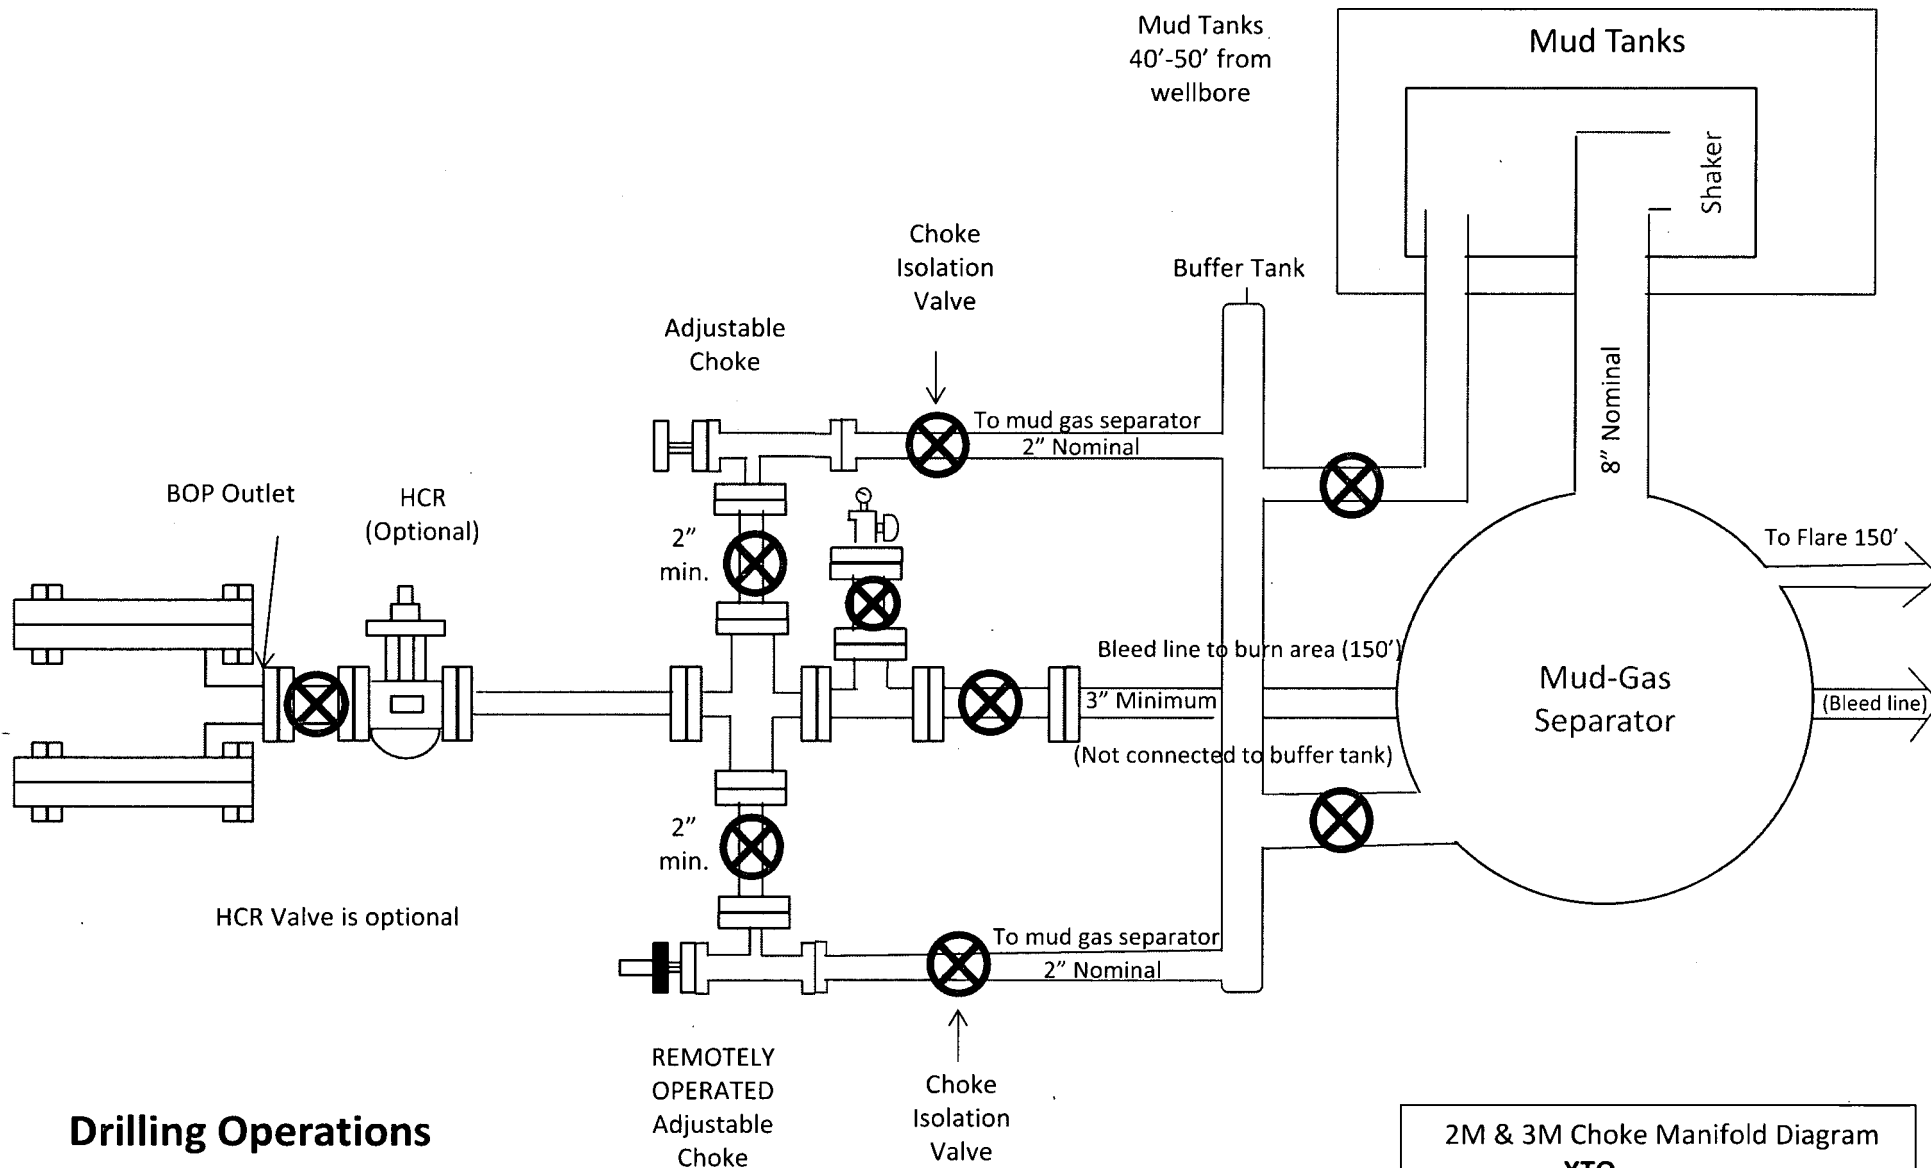 Mud Tanks
40’-50’ from
wellbore
Mud Tanks
Shaker
Choke
Isolation
Valve
Buffer Tank
Adjustable
Choke
To mud gas separator
2” Nominal
8” Nominal
BOP Outlet
HCR
(Optional)
2”
min.
To Flare 150’
Bleed line to burn area (150’)
3” Minimum
(Not connected to buffer tank)
Mud-Gas
Separator
(Bleed line)
2”
min.
HCR Valve is optional
To mud gas separator
2” Nominal
REMOTELY
OPERATED
Adjustable
Choke
Choke
Isolation
Valve
Drilling Operations
2M & 3M Choke Manifold Diagram
XTO